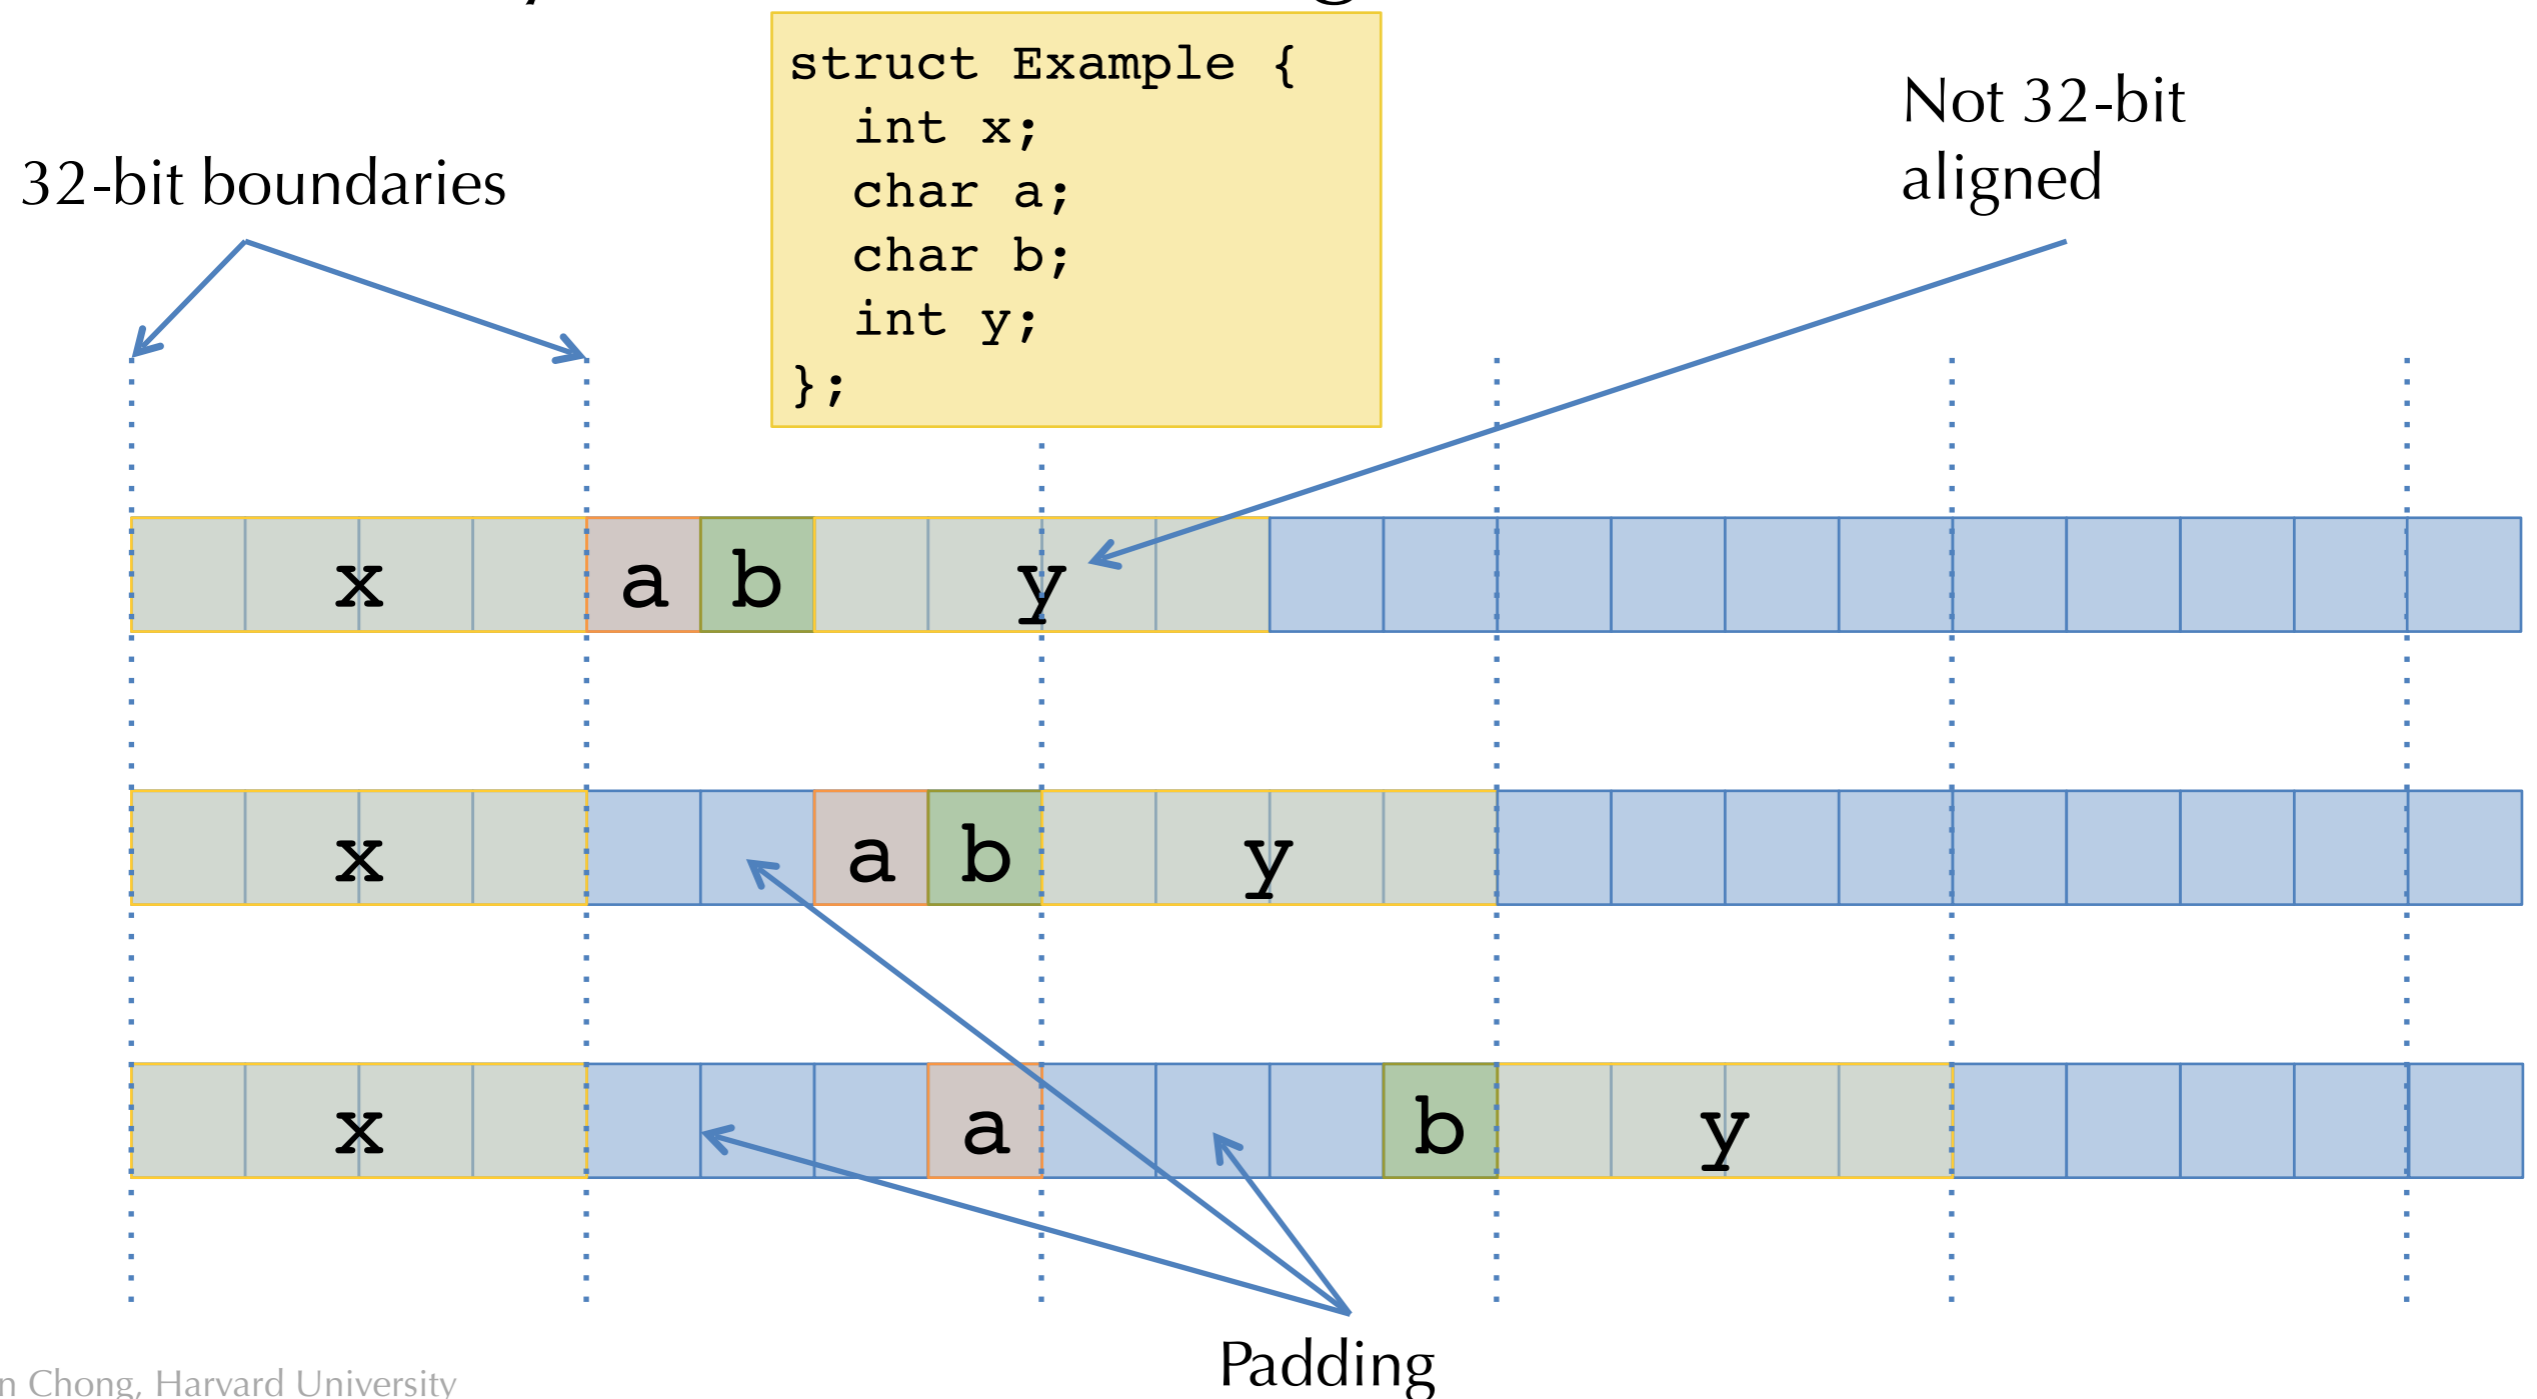 struct Example {
int x;
char a;
char b;
int y;
};
32-bit boundaries
Not 32-bit
aligned
x
a
b
y
x
a
b
y
x
a
b
y
Padding
Chong, Harvard University